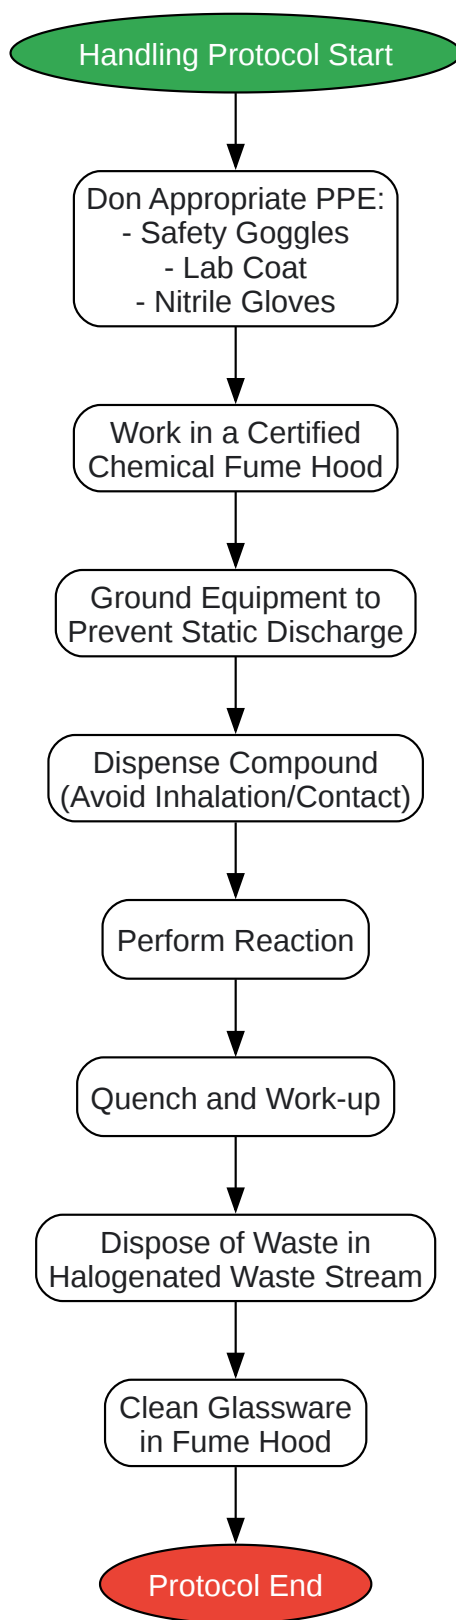 Handling Protocol Start
Don Appropriate PPE:
- Safety Goggles
- Lab Coat
- Nitrile Gloves
Work in a Certified
Chemical Fume Hood
Ground Equipment to
Prevent Static Discharge
Dispense Compound
(Avoid Inhalation/Contact)
Perform Reaction
Quench and Work-up
Dispose of Waste in
Halogenated Waste Stream
Clean Glassware
in Fume Hood
Protocol End